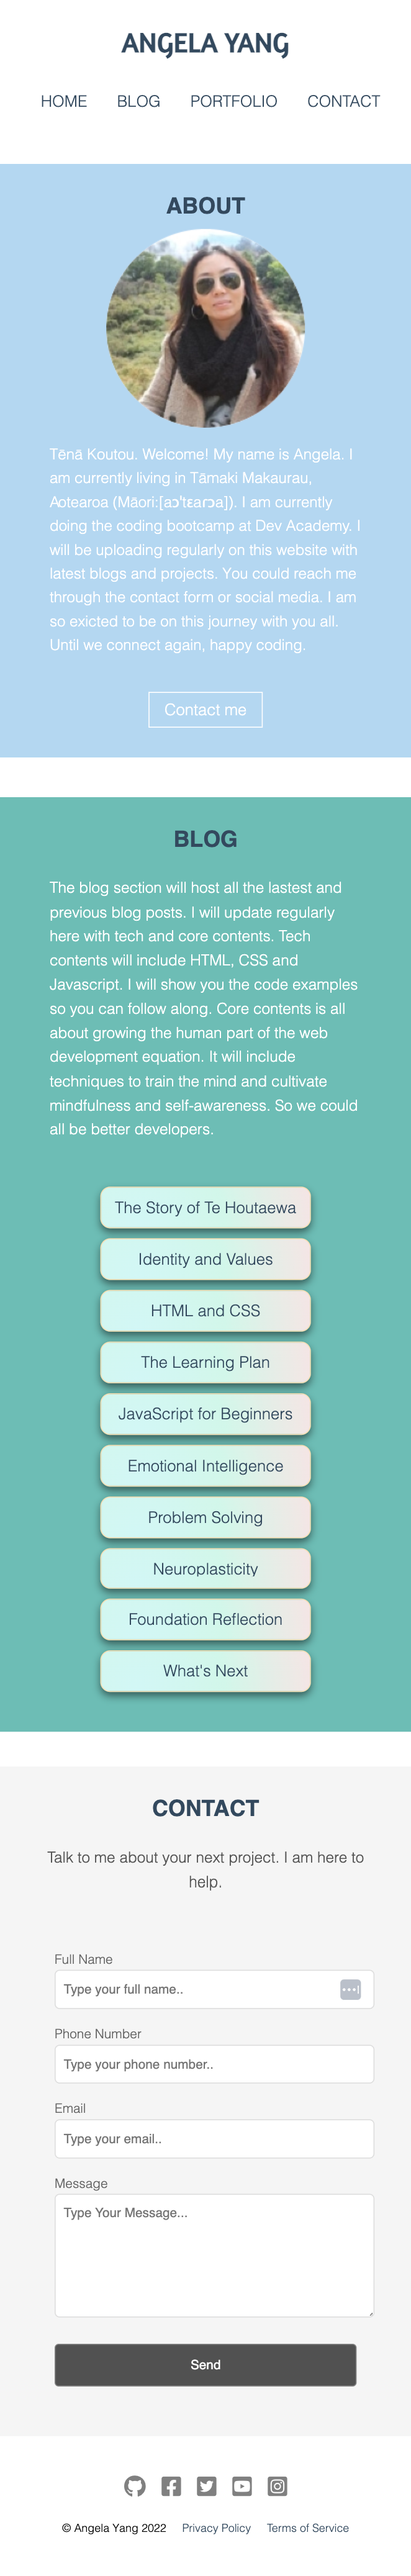 ANGELA YANG
HOME BLOG PORTFOLIO CONTACT
ABOUT
Tēnā Koutou. Welcome! My name is Angela. I
am currently living in Tāmaki Makaurau,
Aotearoa (Māori:[aɔˈtɛaɾɔa]). I am currently
doing the coding bootcamp at Dev Academy. I
will be uploading regularly on this website with
latest blogs and projects. You could reach me
through the contact form or social media. I am
so exicted to be on this journey with you all.
Until we connect again, happy coding.
Contact me
BLOG
The blog section will host all the lastest and
previous blog posts. I will update regularly
here with tech and core contents. Tech
contents will include HTML, CSS and
Javascript. I will show you the code examples
so you can follow along. Core contents is all
about growing the human part of the web
development equation. It will include
techniques to train the mind and cultivate
mindfulness and self-awareness. So we could
all be better developers.
The Story of Te Houtaewa
Identity and Values
HTML and CSS
The Learning Plan
JavaScript for Beginners
Emotional Intelligence
Problem Solving
Neuroplasticity
Foundation Reflection
What's Next
CONTACT
Talk to me about your next project. I am here to
help.
Full Name
Type your full name..
Phone Number
Type your phone number..
Email
Type your email..
Message
Type Your Message...
Send
© Angela Yang 2022 Privacy Policy Terms of Service